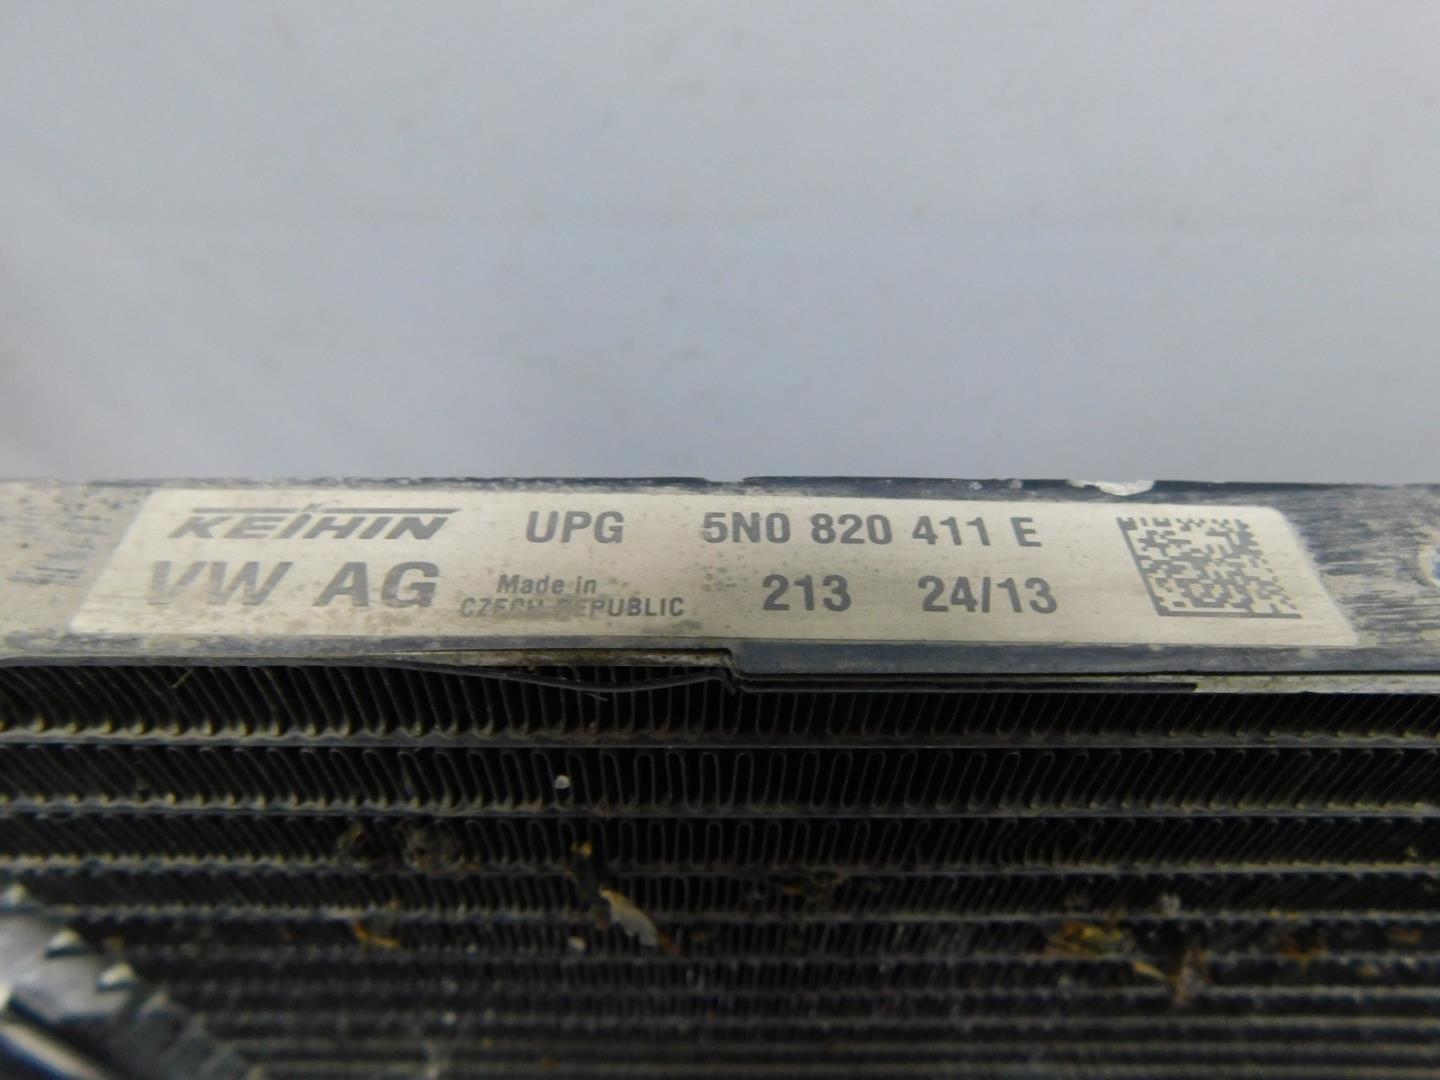 KEIHIN UPG 5N0 820 411 E
VW AG Made in 213 24/13
CZECH REPUBLIC